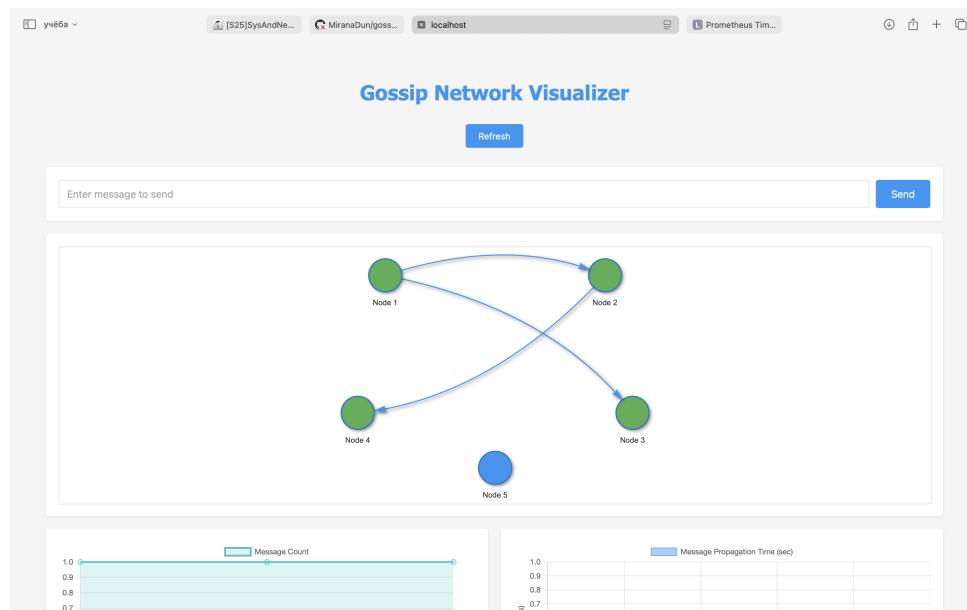 учёба
[S25]SysAndNe...
MiranaDun/goss...
localhost
L Prometheus Tim...
Gossip Network Visualizer
Refresh
Enter message to send
Send
Node 1
Node 2
Node 4
Node 3
Node 5
Message Count
1.0
0.9
0.8
0.7
Message Propagation Time (sec)
1.0
0.9
0.8
0.7